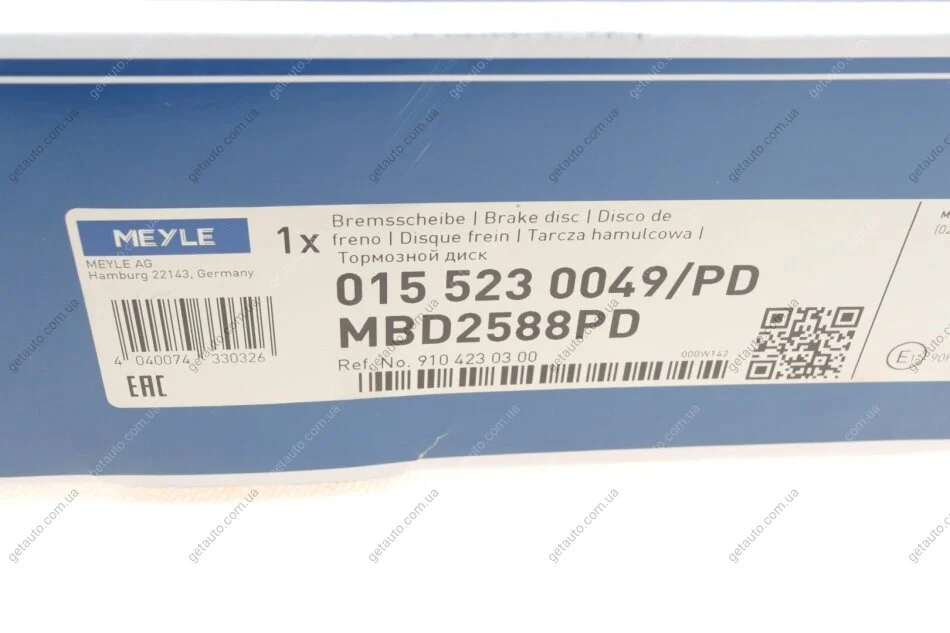 MEYLE
MEYLE AG
Hamburg 22143, Germany
4 040074 330326
EAC
1x
Bremsscheibe | Brake disc | Disco de
freno | Disque frein | Tarcza hamulcowa |
Тормозной диск
015 523 0049/PD
MBD2588PD
Ref. No. 910 423 03 00
000W142
E1
getauto.com.ua